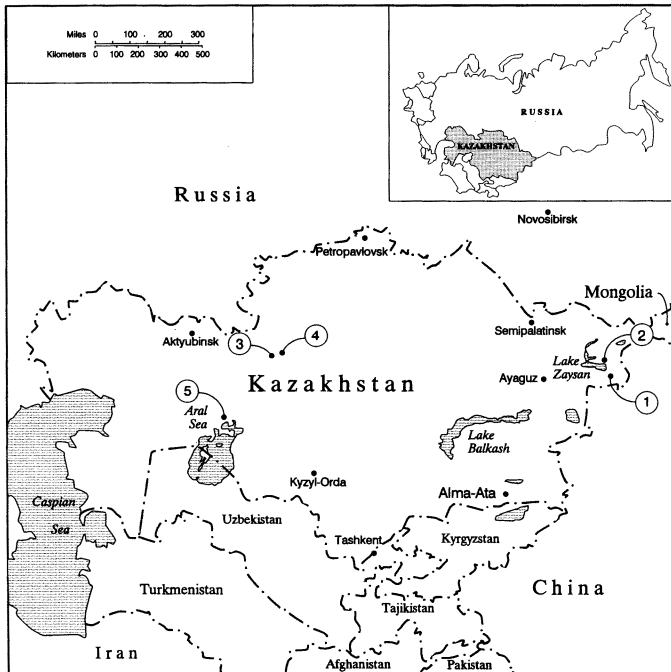 Miles 0 100 200 300
Kilometers 0 100 200 300 400 500
RUSSIA
KAZAKHSTAN
Russia
Novosibirsk
Petropavlovsk
Mongolia
Semipalatinsk
2
Aktyubinsk
3
4
Lake
Zaysan
Ayaguz
Kazakhstan
1
5
Aral
Sea
Lake
Balkash
Kyzyl-Orda
Alma-Ata
Caspian
Sea
Uzbekistan
Tashkent
Kyrgyzstan
Turkmenistan
China
Tajikistan
Iran
Afghanistan
Pakistan